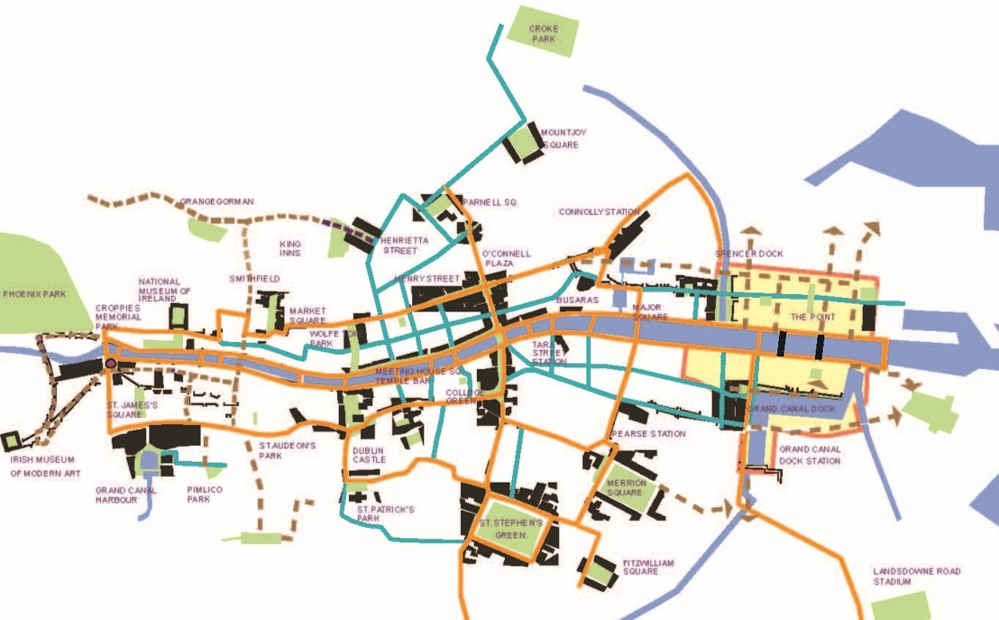 CROKE
PARK
MOUNTJOY
SQUARE
GRANGEGORMAN
PARNELL SQ.
CONNOLLY STATION
KING
INNS
HENRIETTA
STREET
O'CONNELL
PLAZA
SPENCER DOCK
NATIONAL
MUSEUM OF
IRELAND
SMITHFIELD
HENRY STREET
PHOENIX PARK
CROPPIES
MEMORIAL
PARK
MARKET
SQUARE
WOLFE TONE
PARK
BUSARAS
MAJOR
SQUARE
THE POINT
TARA
STREET
STATION
MEETING HOUSE SQ.
TEMPLE BAR
COLLEGE
GREEN
ST. JAMES'S
SQUARE
GRAND CANAL DOCK
IRISH MUSEUM
OF MODERN ART
ST.AUDEON'S
PARK
DUBLIN
CASTLE
PEARSE STATION
GRAND CANAL
DOCK STATION
GRAND CANAL
HARBOUR
PIMLICO
PARK
MERRION
SQUARE
ST.PATRICK'S
PARK
ST. STEPHEN'S
GREEN
FITZWILLIAM
SQUARE
LANDSDOWNE ROAD
STADIUM